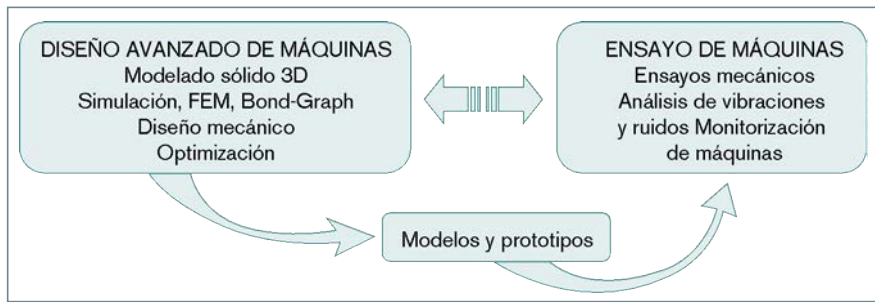 DISEÑO AVANZADO DE MÁQUINAS
Modelado sólido 3D
Simulación, FEM, Bond-Graph
Diseño mecánico
Optimización
ENSAYO DE MÁQUINAS
Ensayos mecánicos
Análisis de vibraciones
y ruidos Monitorización
de máquinas
Modelos y prototipos